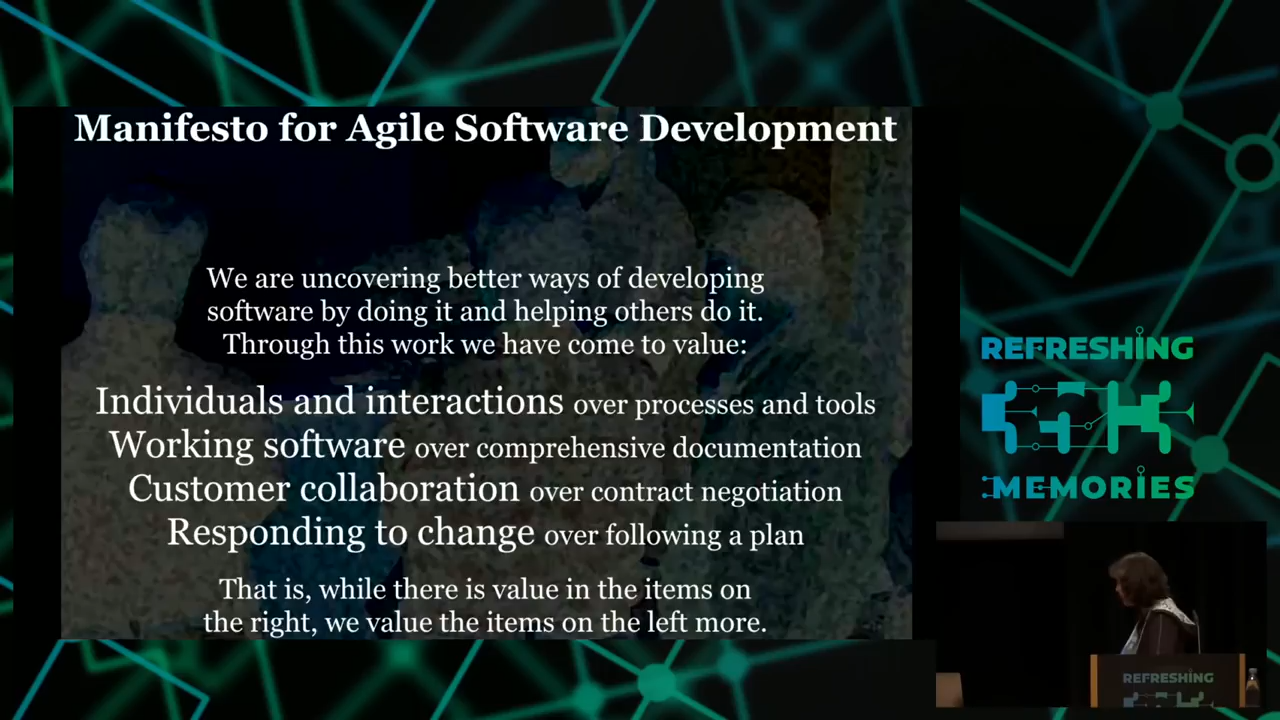 Manifesto for Agile Software Development
We are uncovering better ways of developing
software by doing it and helping others do it.
Through this work we have come to value:
Individuals and interactions over processes and tools
Working software over comprehensive documentation
Customer collaboration over contract negotiation
Responding to change over following a plan
That is, while there is value in the items on
the right, we value the items on the left more.
REFRESHING
MEMORIES
REFRESHING